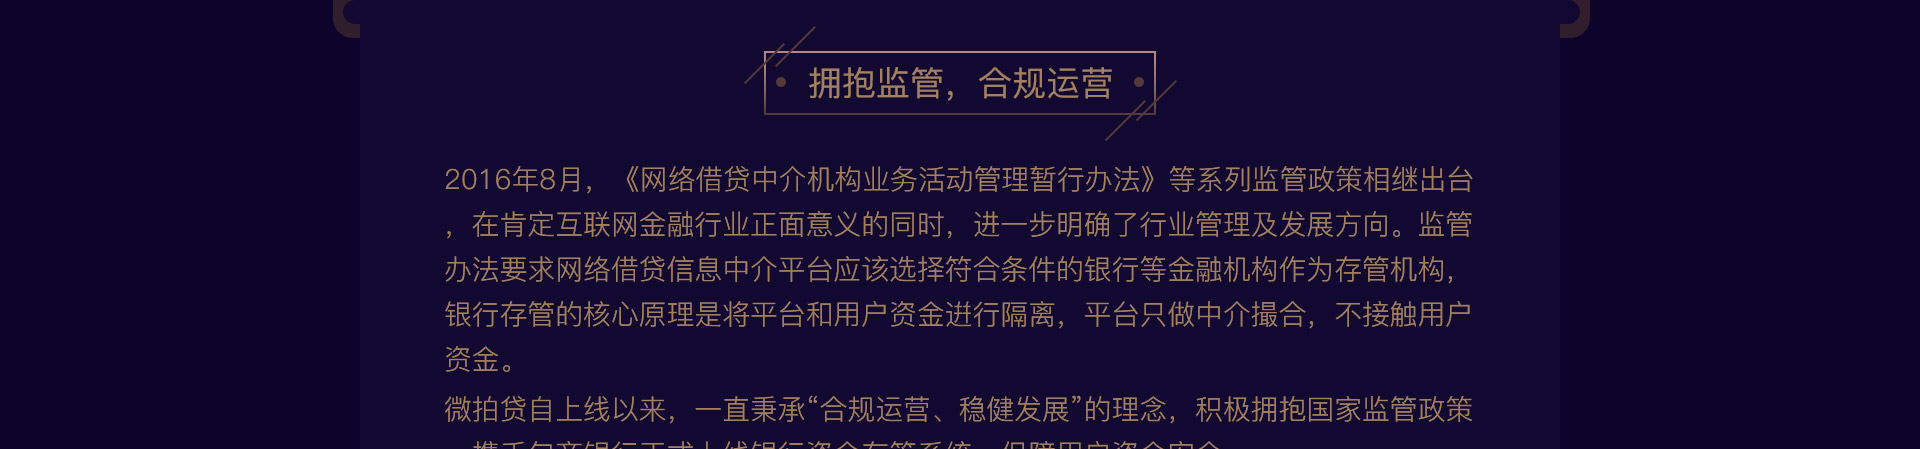 拥抱监管，合规运营
2016年8月，《网络借贷中介机构业务活动管理暂行办法》等系列监管政策相继出台
，在肯定互联网金融行业正面意义的同时，进一步明确了行业管理及发展方向。监管
办法要求网络借贷信息中介平台应该选择符合条件的银行等金融机构作为存管机构，
银行存管的核心原理是将平台和用户资金进行隔离，平台只做中介撮合，不接触用户
资金。
微拍贷自上线以来，一直秉承“合规运营、稳健发展”的理念，积极拥抱国家监管政策